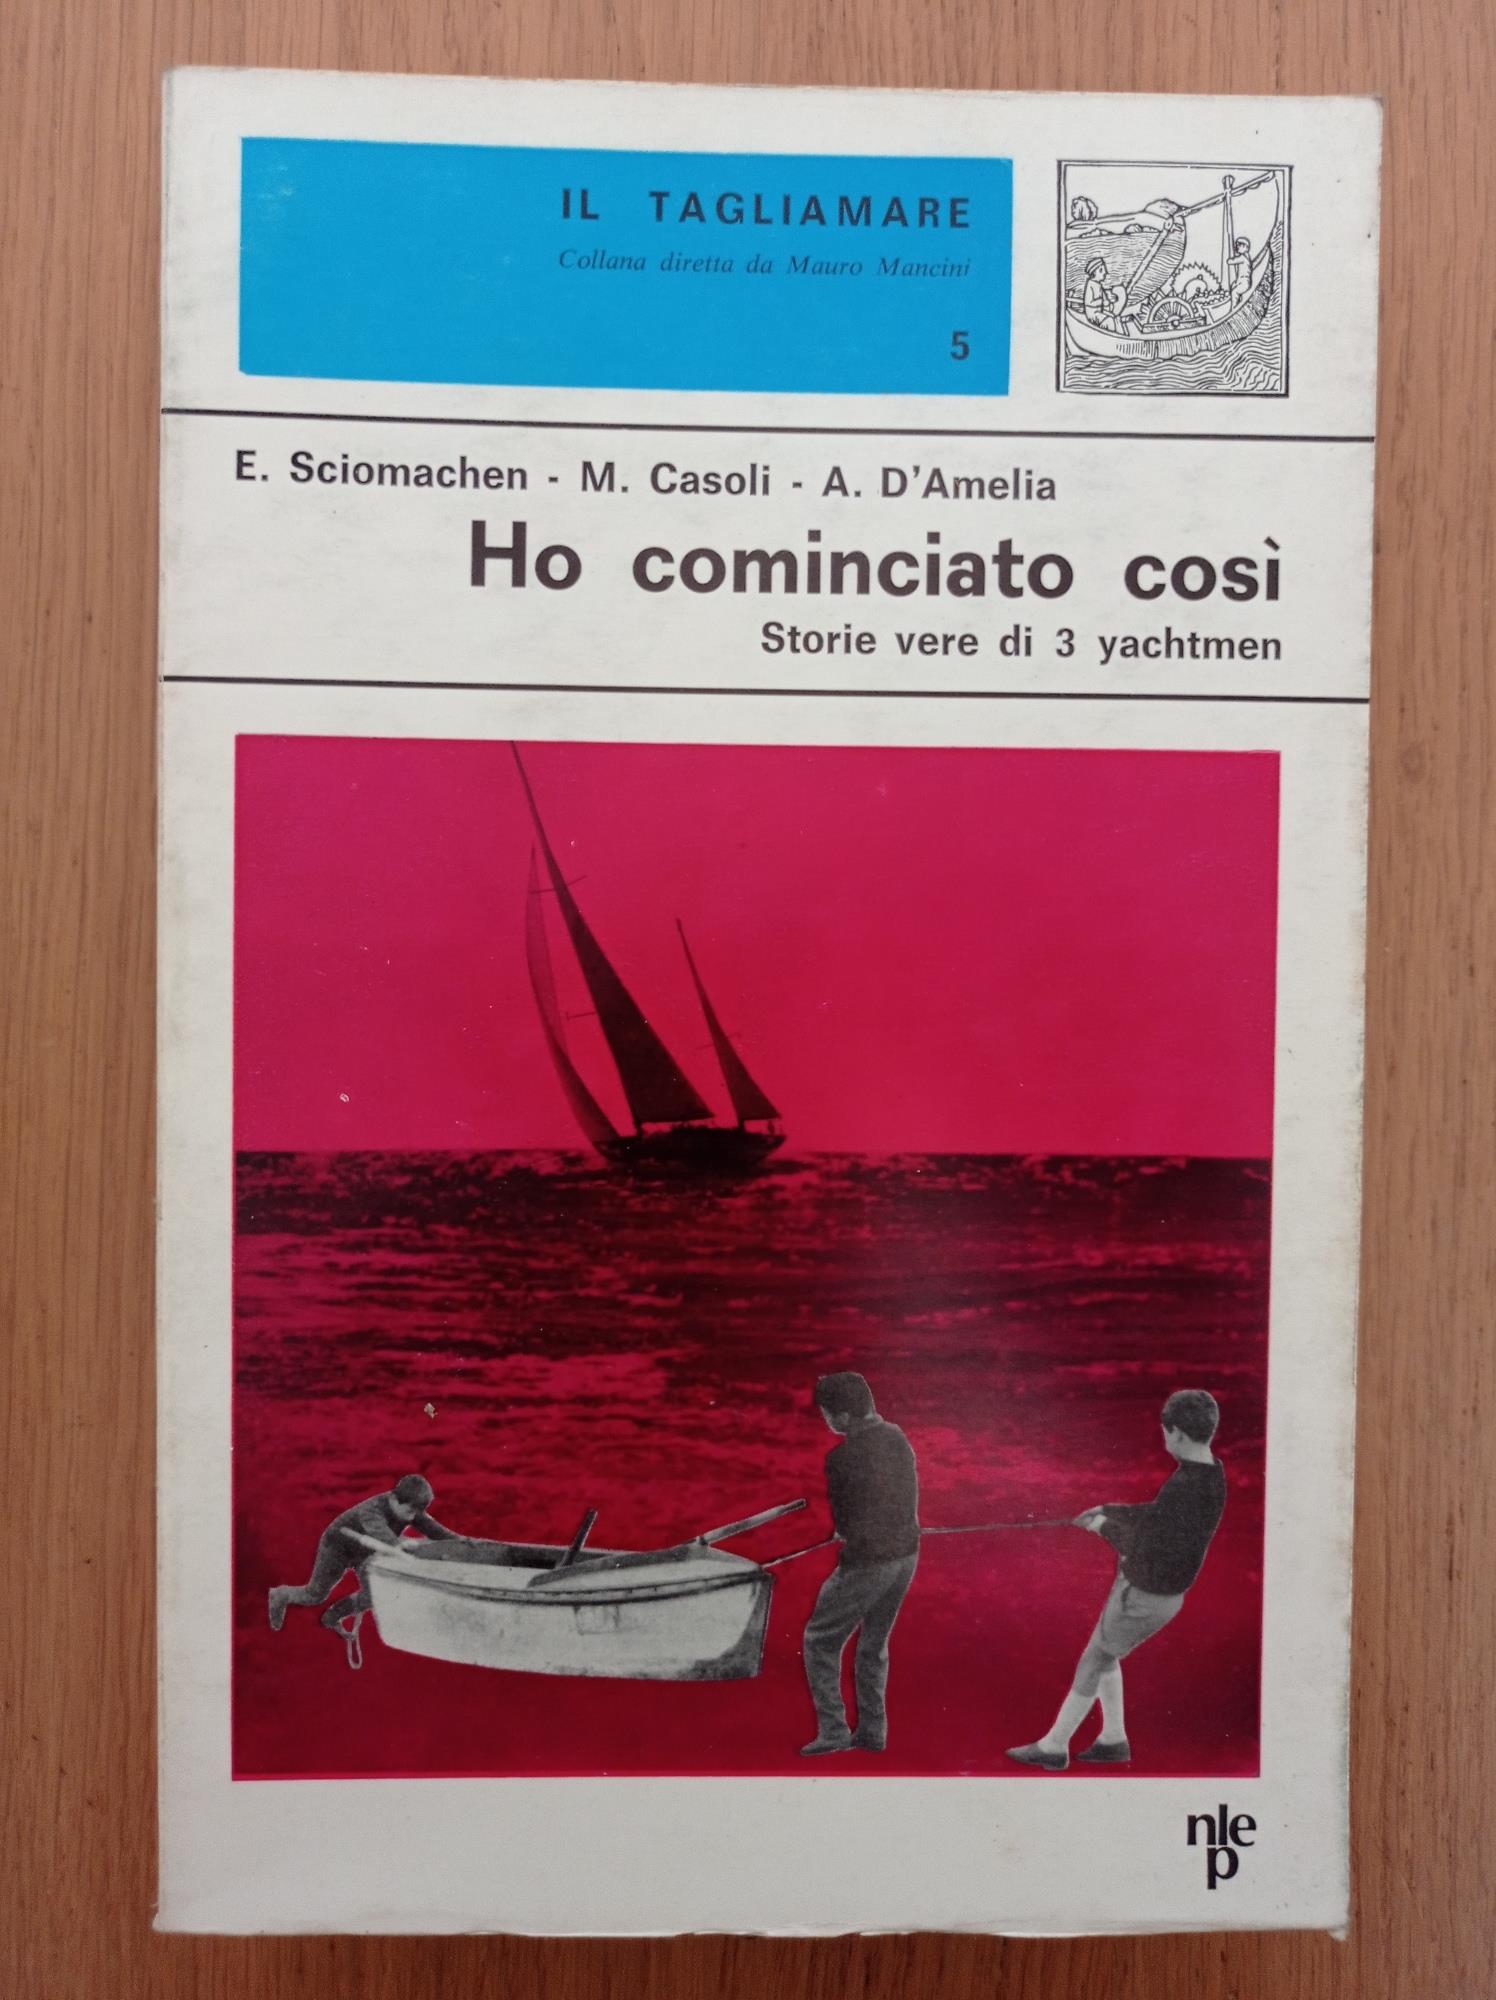 IL TAGLIAMARE
Collana diretta da Mauro Mancini
5
E. Sciomachen - M. Casoli - A. D'Amelia
Ho cominciato così
Storie vere di 3 yachtmen
nle
p